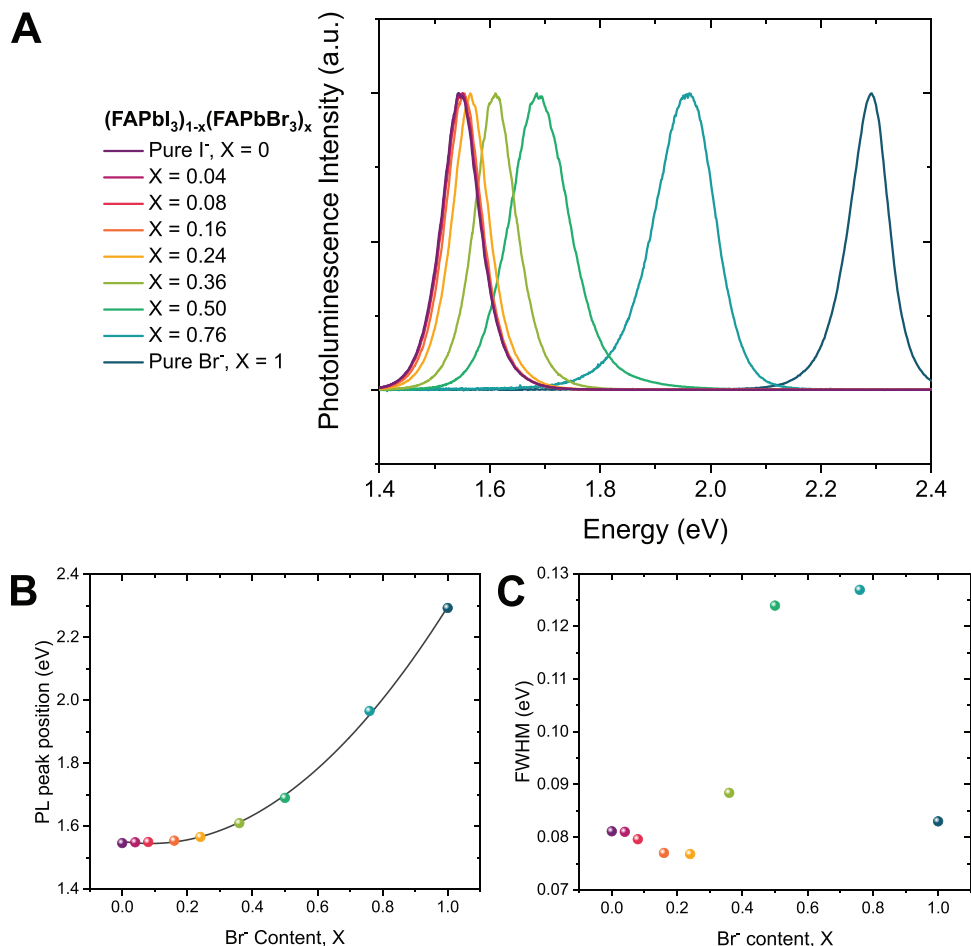 A
(FAPbI₃)₁₋ₓ(FAPbBr₃)ₓ
Pure I⁻, X = 0
X = 0.04
X = 0.08
X = 0.16
X = 0.24
X = 0.36
X = 0.50
X = 0.76
Pure Br⁻, X = 1
Photoluminescence Intensity (a.u.)
1.4 1.6 1.8 2.0 2.2 2.4
Energy (eV)
B
PL peak position (eV)
2.4
2.2
2.0
1.8
1.6
1.4
0.0 0.2 0.4 0.6 0.8 1.0
Br⁻ Content, X
C
FWHM (eV)
0.13
0.12
0.11
0.10
0.09
0.08
0.07
0.0 0.2 0.4 0.6 0.8 1.0
Br⁻ content, X